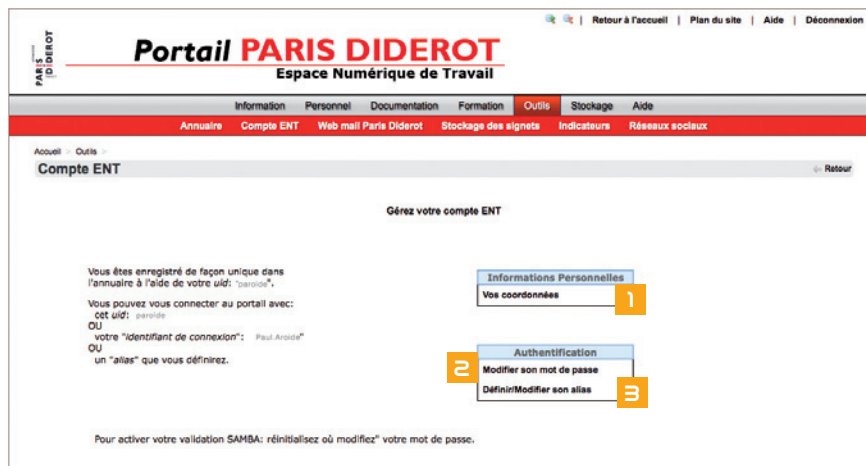 Retour à l'accueil | Plan du site | Aide | Déconnexion
PARIS DIDEROT
Portail PARIS DIDEROT
Espace Numérique de Travail
Information Personnel Documentation Formation Outils Stockage Aide
Annuaire Compte ENT Web mail Paris Diderot Stockage des signets Indicateurs Réseaux sociaux
Accueil > Outils >
Compte ENT
Retour
Gérez votre compte ENT
Vous êtes enregistré de façon unique dans
l'annuaire à l'aide de votre uid: "paroide".
Vous pouvez vous connecter au portail avec:
cet uid: paroide
OU
votre "identifiant de connexion": Paul.Aroide"
OU
un "alias" que vous définirez.
Informations Personnelles
Vos coordonnées
1
Authentification
2
Modifier son mot de passe
Définir/Modifier son alias
3
Pour activer votre validation SAMBA: réinitialisez où modifiez" votre mot de passe.